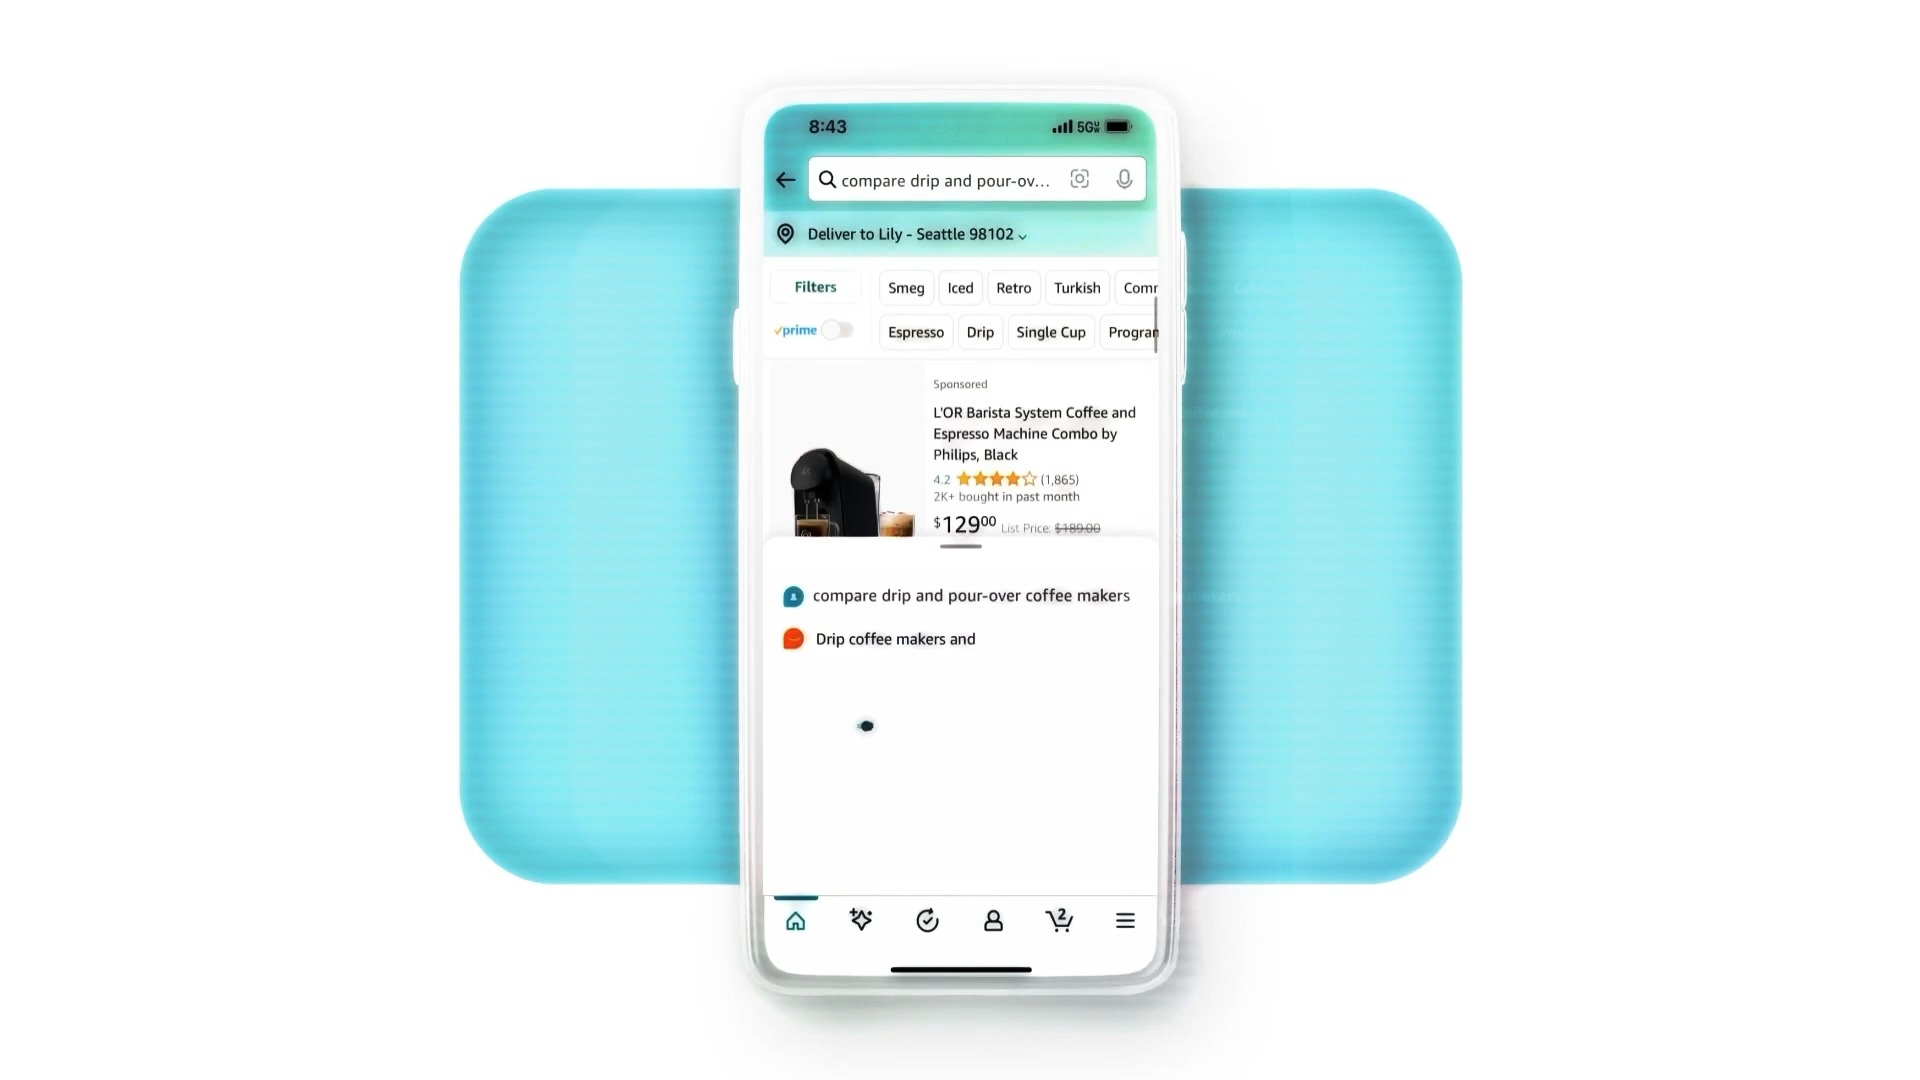 8:43
5G
compare drip and pour-ov...
Deliver to Lily - Seattle 98102
Filters
Smeg
Iced
Retro
Turkish
Comr
prime
Espresso
Drip
Single Cup
Progran
Sponsored
L'OR Barista System Coffee and
Espresso Machine Combo by
Philips, Black
4.2 (1,865)
2K+ bought in past month
$12900 List Price: $189.00
compare drip and pour-over coffee makers
Drip coffee makers and
2